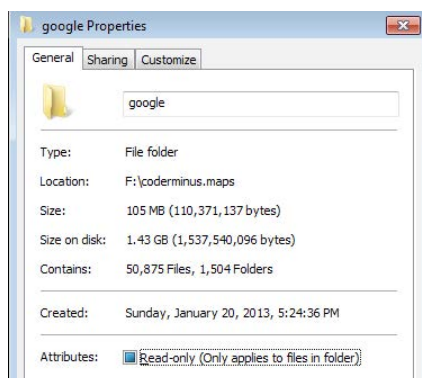 google Properties
General Sharing Customize
google
Type: File folder
Location: F:\coderminus.maps
Size: 105 MB (110,371,137 bytes)
Size on disk: 1.43 GB (1,537,540,096 bytes)
Contains: 50,875 Files, 1,504 Folders
Created: Sunday, January 20, 2013, 5:24:36 PM
Attributes: Read-only (Only applies to files in folder)